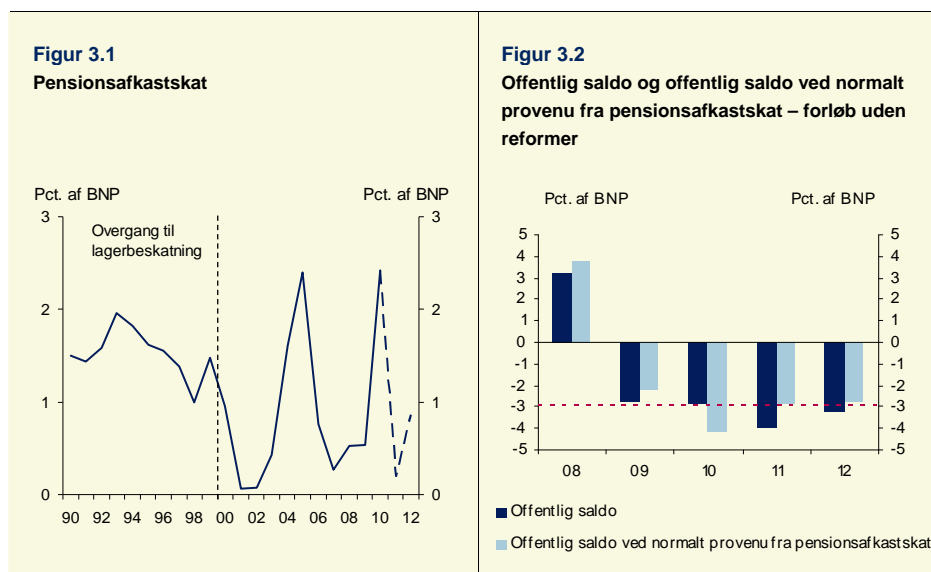 Figur 3.1
Pensionsafkastskat
Pct. af BNP
Pct. af BNP
3
2
1
0
Overgang til
lagerbeskatning
3
2
1
0
90 92 94 96 98 00 02 04 06 08 10 12
Figur 3.2
Offentlig saldo og offentlig saldo ved normalt
provenu fra pensionsafkastskat – forløb uden
reformer
Pct. af BNP
Pct. af BNP
5
4
3
2
1
0
-1
-2
-3
-4
-5
5
4
3
2
1
0
-1
-2
-3
-4
-5
08 09 10 11 12
Offentlig saldo
Offentlig saldo ved normalt provenu fra pensionsafkastskat